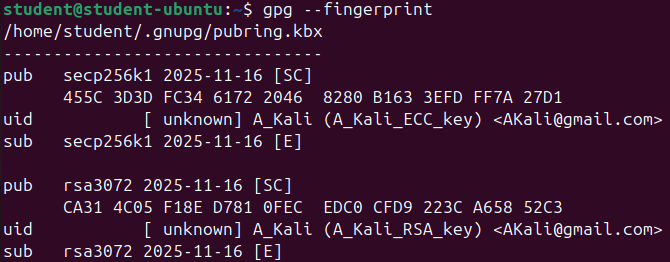 student@student-ubuntu:~$ gpg --fingerprint
/home/student/.gnupg/pubring.kbx
--------------------------------
pub   secp256k1 2025-11-16 [SC]
      455C 3D3D FC34 6172 2046  8280 B163 3EFD FF7A 27D1
uid           [ unknown] A_Kali (A_Kali_ECC_key) <AKali@gmail.com>
sub   secp256k1 2025-11-16 [E]
pub   rsa3072 2025-11-16 [SC]
      CA31 4C05 F18E D781 0FEC  EDC0 CFD9 223C A658 52C3
uid           [ unknown] A_Kali (A_Kali_RSA_key) <AKali@gmail.com>
sub   rsa3072 2025-11-16 [E]